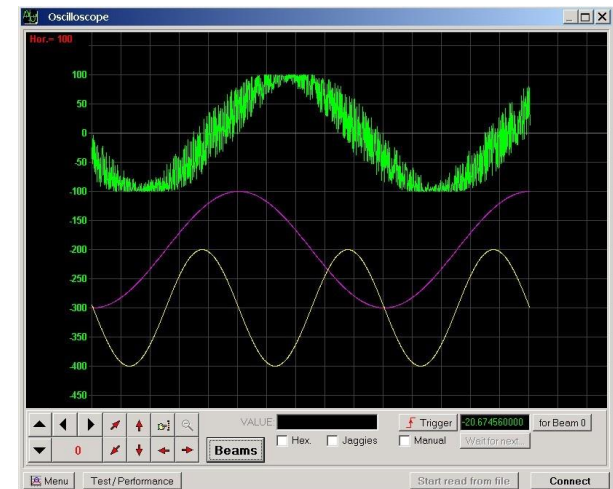 Oscilloscope
Hor.= 100
100
50
0
-50
-100
-150
-200
-250
-300
-350
-400
-450
VALUE
Trigger -20.674560000 for Beam 0
0 Beams Hex. Jaggies Manual Wait for next...
Menu Test/Performance Start read from file Connect